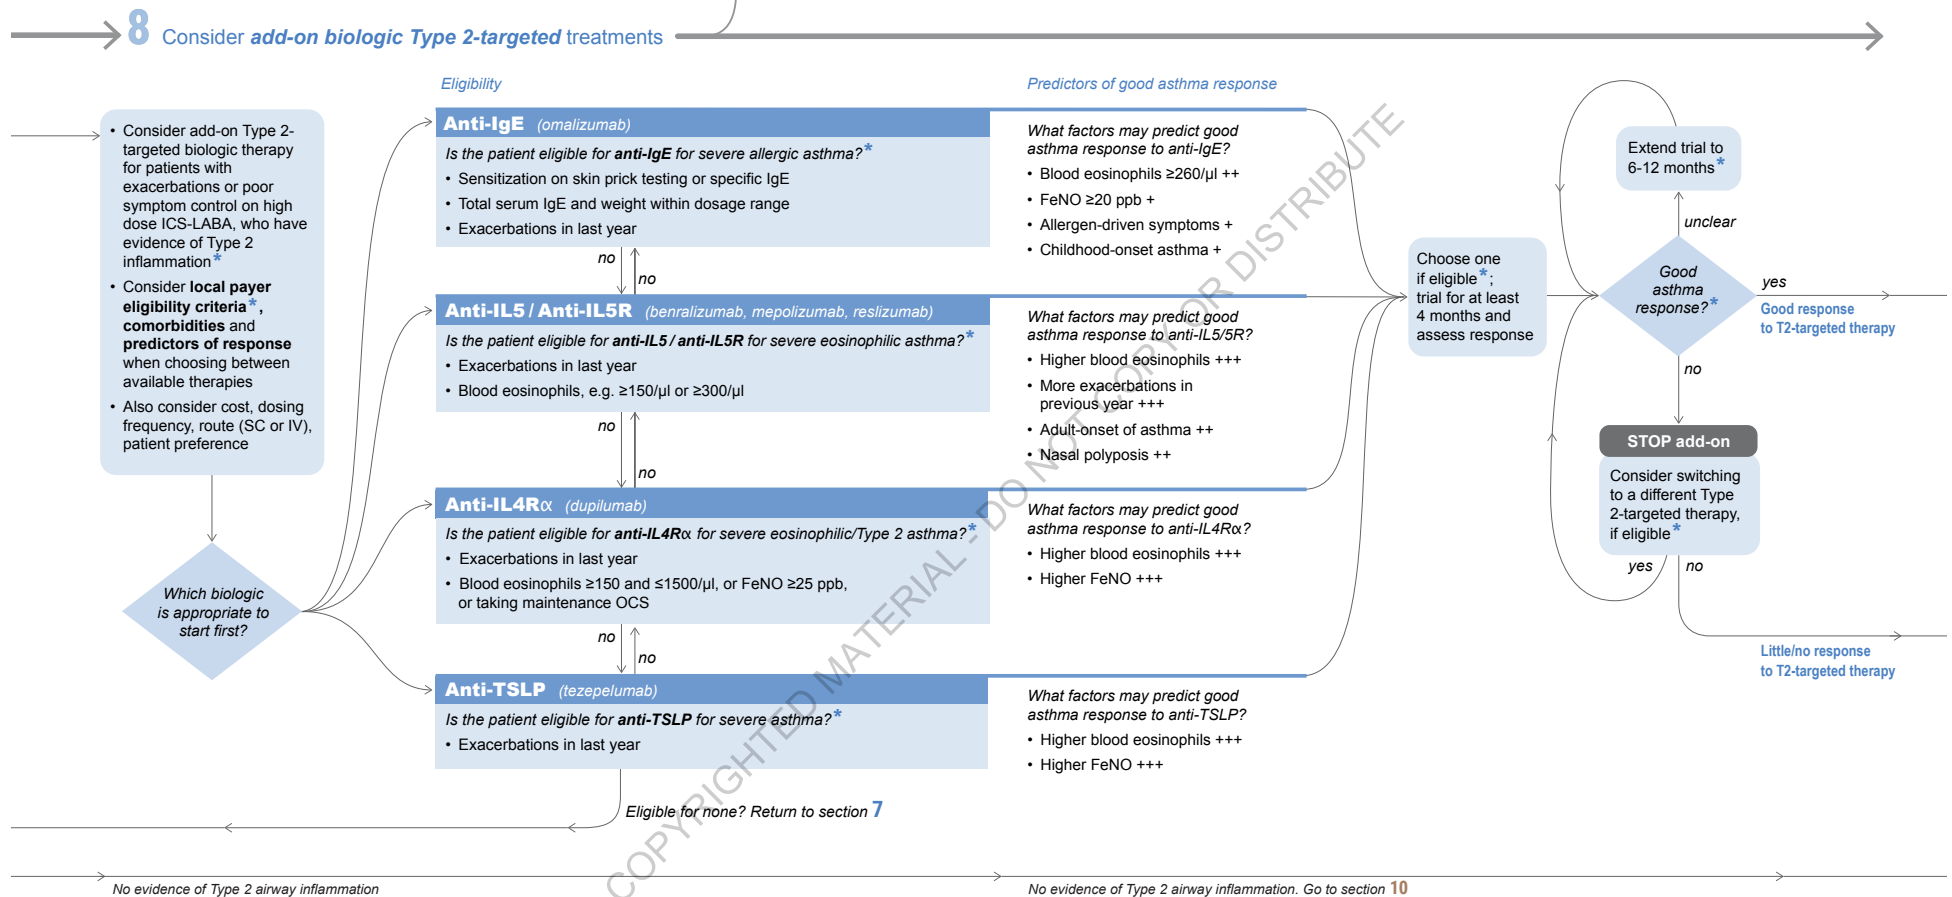 8 Consider add-on biologic Type 2-targeted treatments
Eligibility
Predictors of good asthma response
• Consider add-on Type 2-
targeted biologic therapy
for patients with
exacerbations or poor
symptom control on high
dose ICS-LABA, who have
evidence of Type 2
inflammation*
• Consider local payer
eligibility criteria*,
comorbidities and
predictors of response
when choosing between
available therapies
• Also consider cost, dosing
frequency, route (SC or IV),
patient preference
Which biologic
is appropriate to
start first?
Anti-IgE (omalizumab)
Is the patient eligible for anti-IgE for severe allergic asthma?*
• Sensitization on skin prick testing or specific IgE
• Total serum IgE and weight within dosage range
• Exacerbations in last year
What factors may predict good
asthma response to anti-IgE?
• Blood eosinophils ≥260/µl ++
• FeNO ≥20 ppb +
• Allergen-driven symptoms +
• Childhood-onset asthma +
no
no
Anti-IL5 / Anti-IL5R (benralizumab, mepolizumab, reslizumab)
Is the patient eligible for anti-IL5 / anti-IL5R for severe eosinophilic asthma?*
• Exacerbations in last year
• Blood eosinophils, e.g. ≥150/µl or ≥300/µl
What factors may predict good
asthma response to anti-IL5/5R?
• Higher blood eosinophils +++
• More exacerbations in
previous year +++
• Adult-onset of asthma ++
• Nasal polyposis ++
no
no
Anti-IL4Rα (dupilumab)
Is the patient eligible for anti-IL4Rα for severe eosinophilic/Type 2 asthma?*
• Exacerbations in last year
• Blood eosinophils ≥150 and ≤1500/µl, or FeNO ≥25 ppb,
or taking maintenance OCS
What factors may predict good
asthma response to anti-IL4Rα?
• Higher blood eosinophils +++
• Higher FeNO +++
no
no
Anti-TSLP (tezepelumab)
Is the patient eligible for anti-TSLP for severe asthma?*
• Exacerbations in last year
What factors may predict good
asthma response to anti-TSLP?
• Higher blood eosinophils +++
• Higher FeNO +++
Eligible for none? Return to section 7
Choose one
if eligible*;
trial for at least
4 months and
assess response
Extend trial to
6-12 months*
unclear
Good
asthma
response?*
yes
Good response
to T2-targeted therapy
no
STOP add-on
Consider switching
to a different Type
2-targeted therapy,
if eligible*
yes
no
Little/no response
to T2-targeted therapy
No evidence of Type 2 airway inflammation
No evidence of Type 2 airway inflammation. Go to section 10
COPYRIGHTED MATERIAL - DO NOT COPY OR DISTRIBUTE